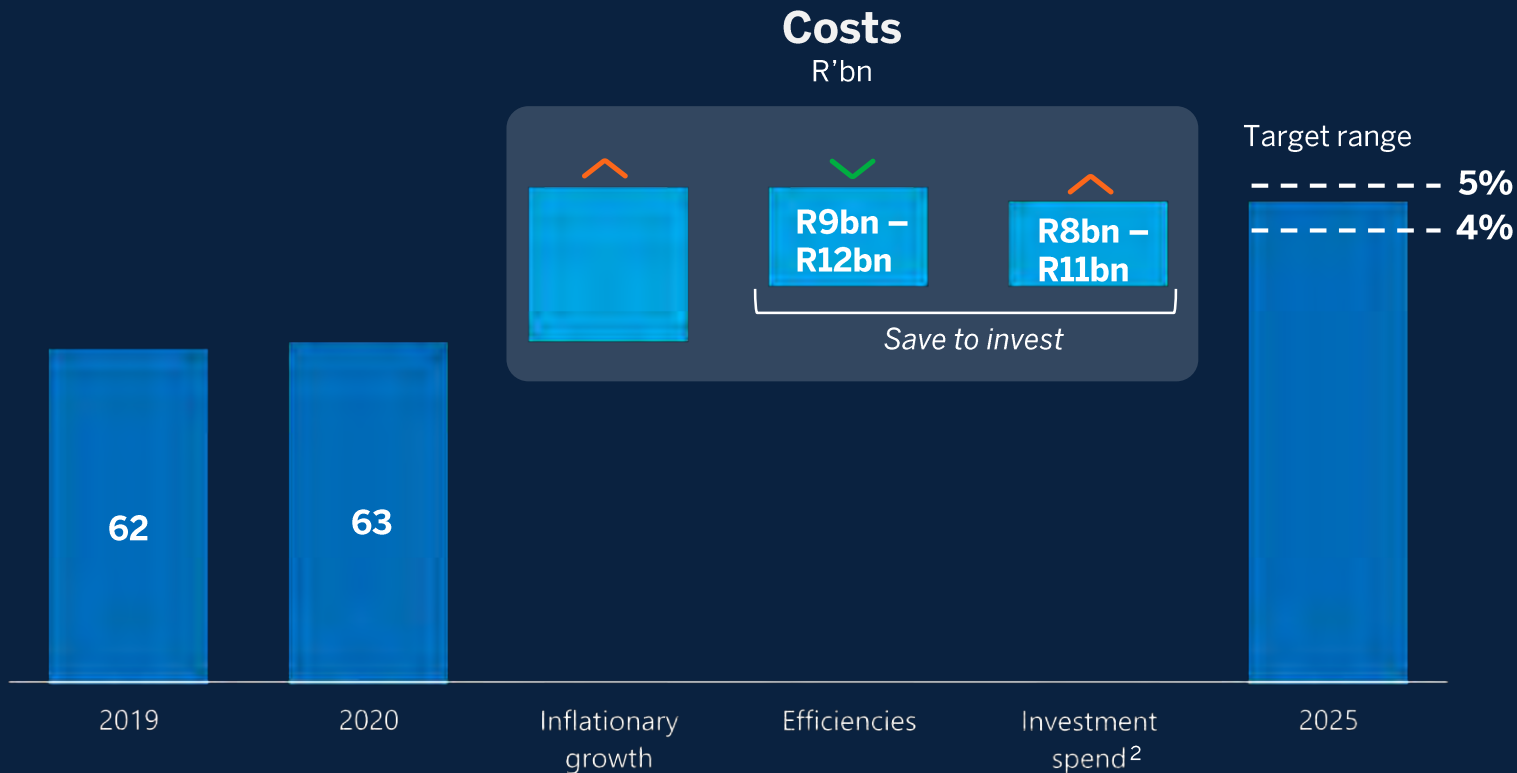 Costs
R’bn
Target range
5%
4%
R9bn –
R12bn
R8bn –
R11bn
Save to invest
62
63
2019
2020
Inflationary
growth
Efficiencies
Investment
spend²
2025